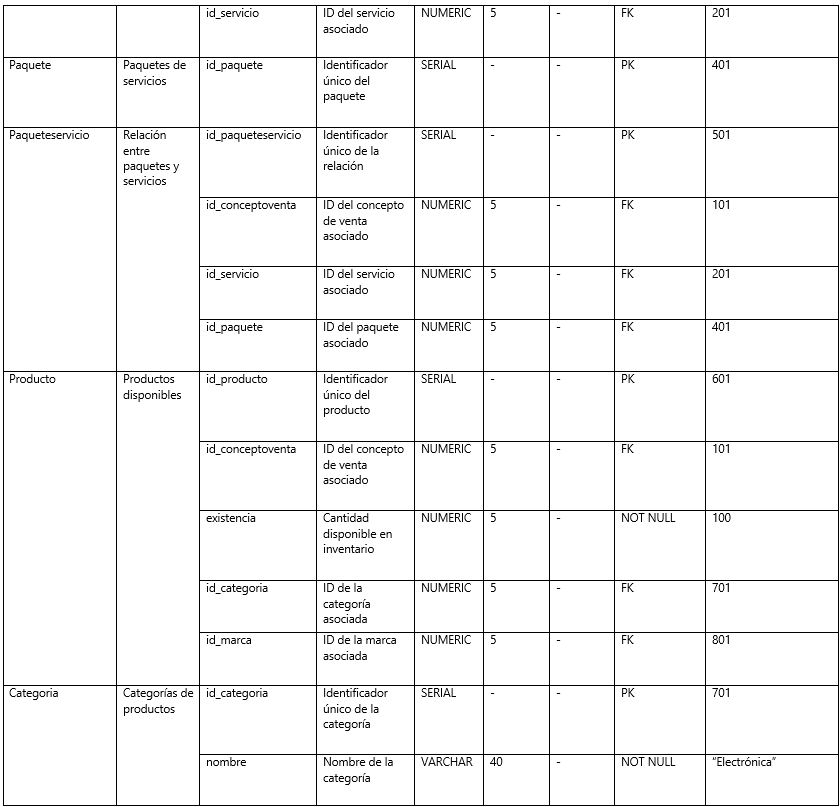 id_servicio ID del servicio asociado NUMERIC 5 - FK 201
Paquete Paquetes de servicios id_paquete Identificador único del paquete SERIAL - - PK 401
Paqueteservicio Relación entre paquetes y servicios id_paqueteservicio Identificador único de la relación SERIAL - - PK 501
id_conceptoventa ID del concepto de venta asociado NUMERIC 5 - FK 101
id_servicio ID del servicio asociado NUMERIC 5 - FK 201
id_paquete ID del paquete asociado NUMERIC 5 - FK 401
Producto Productos disponibles id_producto Identificador único del producto SERIAL - - PK 601
id_conceptoventa ID del concepto de venta asociado NUMERIC 5 - FK 101
existencia Cantidad disponible en inventario NUMERIC 5 - NOT NULL 100
id_categoria ID de la categoría asociada NUMERIC 5 - FK 701
id_marca ID de la marca asociada NUMERIC 5 - FK 801
Categoria Categorías de productos id_categoria Identificador único de la categoría SERIAL - - PK 701
nombre Nombre de la categoría VARCHAR 40 - NOT NULL “Electrónica”